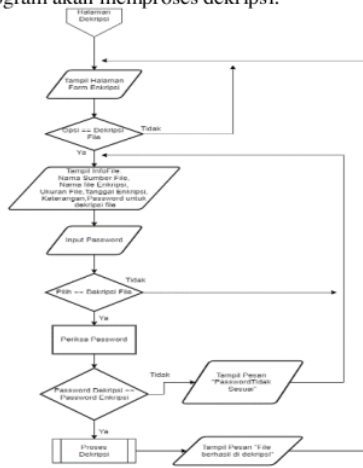 ogram akan memproses dekripsi.
Halaman
Dekripsi
Tampil Halaman
Form Enkripsi
Opsi == Dekripsi
File
Tidak
Ya
Tampil InfoFile,
Nama Sumber File,
Nama file Enkripsi,
Ukuran File,Tanggal Enkripsi,
Keterangan,Password untuk
dekripsi file
Input Password
Pilih == Dekripsi File
Tidak
Ya
Periksa Password
Password Dekripsi ==
Password Enkripsi
Tidak
Tampil Pesan
"PasswordTidak
Sesuai"
Ya
Proses
Dekripsi
Tampil Pesan "File
berhasil di dekripsi"